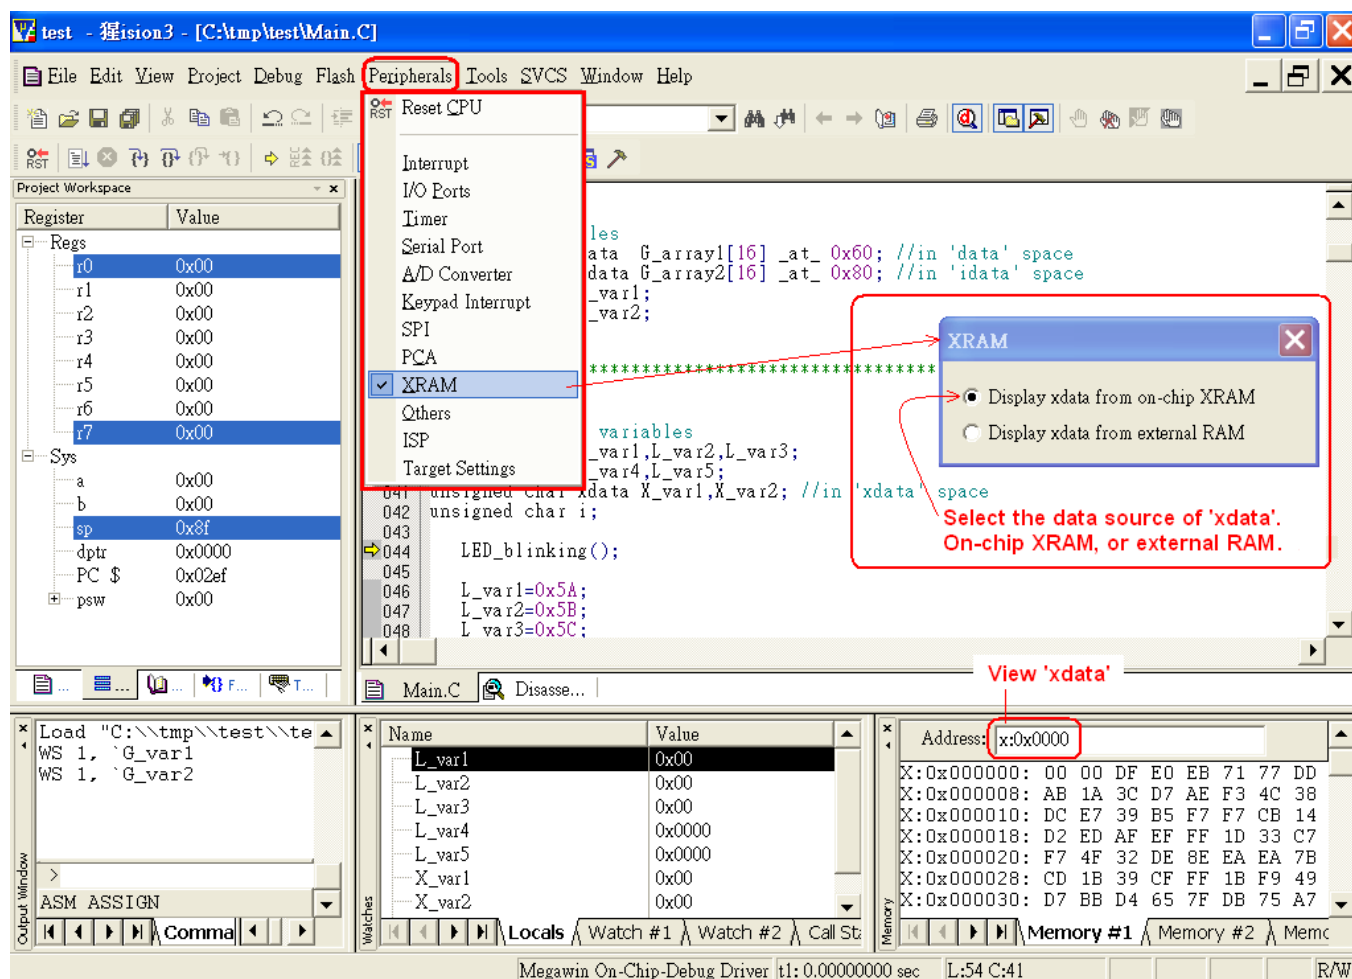 test - 猩ision3 - [C:\tmp\test\Main.C]
File Edit View Project Debug Flash Peripherals Tools SVCS Window Help
RST Reset CPU
Interrupt
I/O Ports
Timer
Serial Port
A/D Converter
Keypad Interrupt
SPI
PCA
XRAM
Others
ISP
Target Settings
RST
Project Workspace
Register Value
Regs
r0 0x00
r1 0x00
r2 0x00
r3 0x00
r4 0x00
r5 0x00
r6 0x00
r7 0x00
Sys
a 0x00
b 0x00
sp 0x8f
dptr 0x0000
PC $ 0x02ef
psw 0x00
les
ata G_array1[16] _at_ 0x60; //in 'data' space
data G_array2[16] _at_ 0x80; //in 'idata' space
_var1;
_var2;
*********************************
variables
_var1,L_var2,L_var3;
_var4,L_var5;
041 unsigned char xdata X_var1,X_var2; //in 'xdata' space
042 unsigned char i;
043
044 LED_blinking();
045
046 L_var1=0x5A;
047 L_var2=0x5B;
048 L_var3=0x5C;
XRAM
Display xdata from on-chip XRAM
Display xdata from external RAM
Select the data source of 'xdata'.
On-chip XRAM, or external RAM.
... ... ... F... T...
Main.C Disasse...
View 'xdata'
Load "C:\\tmp\\test\\te
WS 1, `G_var1
WS 1, `G_var2
>
ASM ASSIGN
Output Window
Comma
Name Value
L_var1 0x00
L_var2 0x00
L_var3 0x00
L_var4 0x0000
L_var5 0x0000
X_var1 0x00
X_var2 0x00
Watches
Locals Watch #1 Watch #2 Call St
Address: x:0x0000
X:0x000000: 00 00 DF E0 EB 71 77 DD
X:0x000008: AB 1A 3C D7 AE F3 4C 38
X:0x000010: DC E7 39 B5 F7 F7 CB 14
X:0x000018: D2 ED AF EF FF 1D 33 C7
X:0x000020: F7 4F 32 DE 8E EA EA 7B
X:0x000028: CD 1B 39 CF FF 1B F9 49
X:0x000030: D7 BB D4 65 7F DB 75 A7
Memory
Memory #1 Memory #2 Memc
Megawin On-Chip-Debug Driver t1: 0.00000000 sec L:54 C:41 R/W